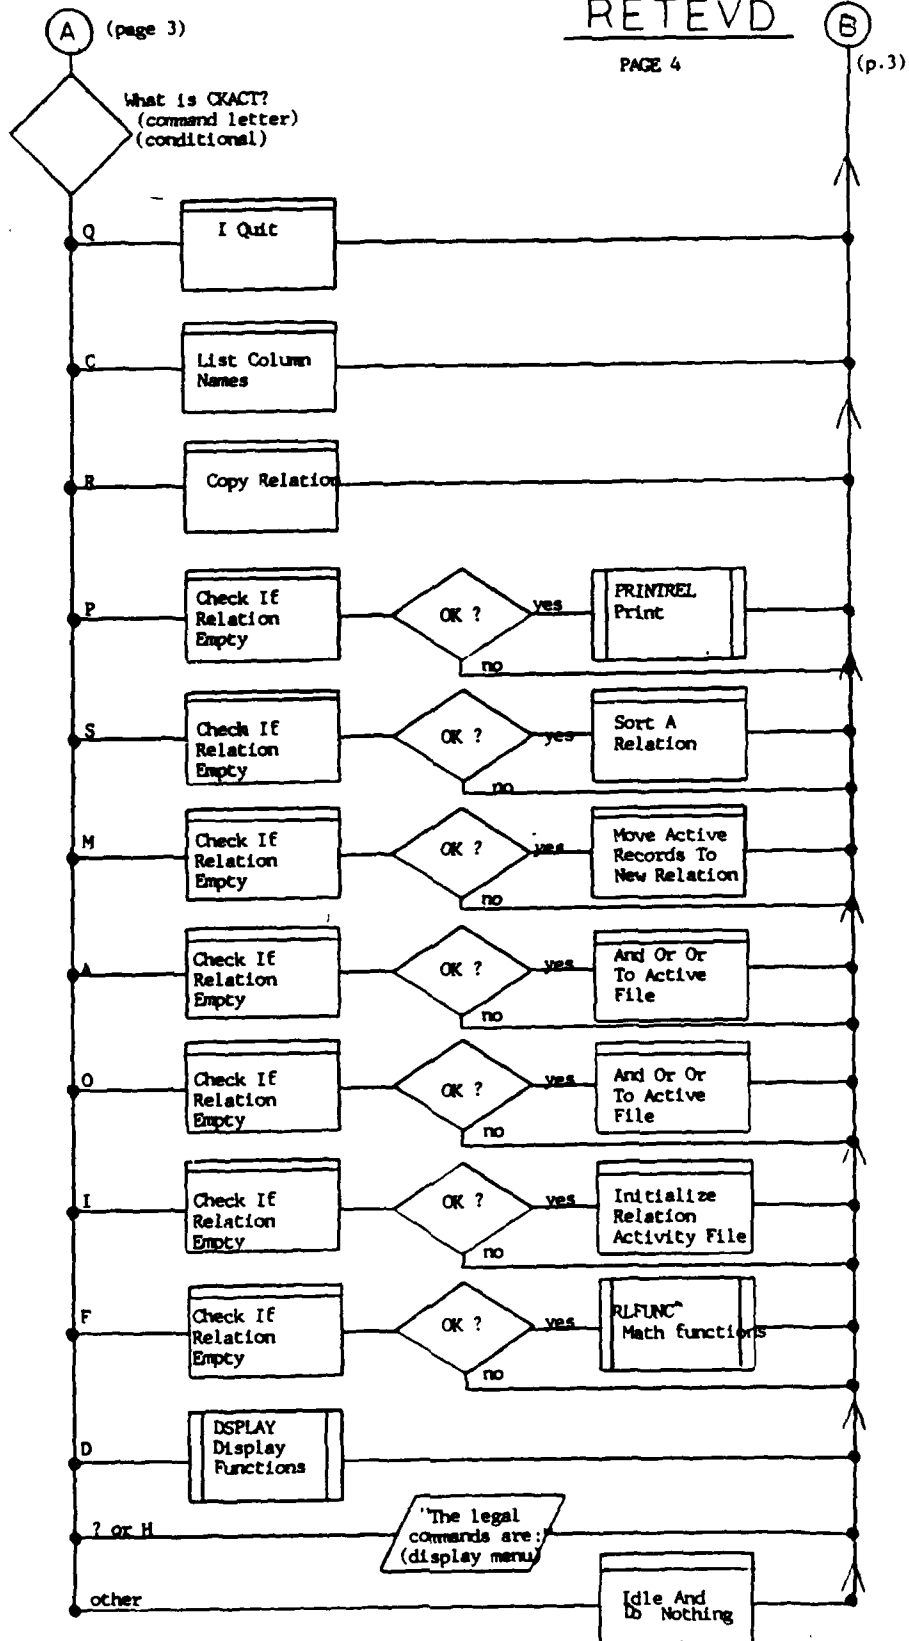 A (page 3)
RETEVD
B
PAGE 4
(p.3)
What is CKACT?
(command letter)
(conditional)
Q
I Quit
C
List Column
Names
R
Copy Relation
P
Check If
Relation
Empty
OK ?
yes
no
PRINTREL
Print
S
Check If
Relation
Empty
OK ?
yes
no
Sort A
Relation
M
Check If
Relation
Empty
OK ?
yes
no
Move Active
Records To
New Relation
A
Check If
Relation
Empty
OK ?
yes
no
And Or Or
To Active
File
O
Check If
Relation
Empty
OK ?
yes
no
And Or Or
To Active
File
I
Check If
Relation
Empty
OK ?
yes
no
Initialize
Relation
Activity File
F
Check If
Relation
Empty
OK ?
yes
no
RLFUNC
Math functions
D
DSPLAY
Display
Functions
? or H
"The legal
commands are:"
(display menu)
other
Idle And
Do Nothing